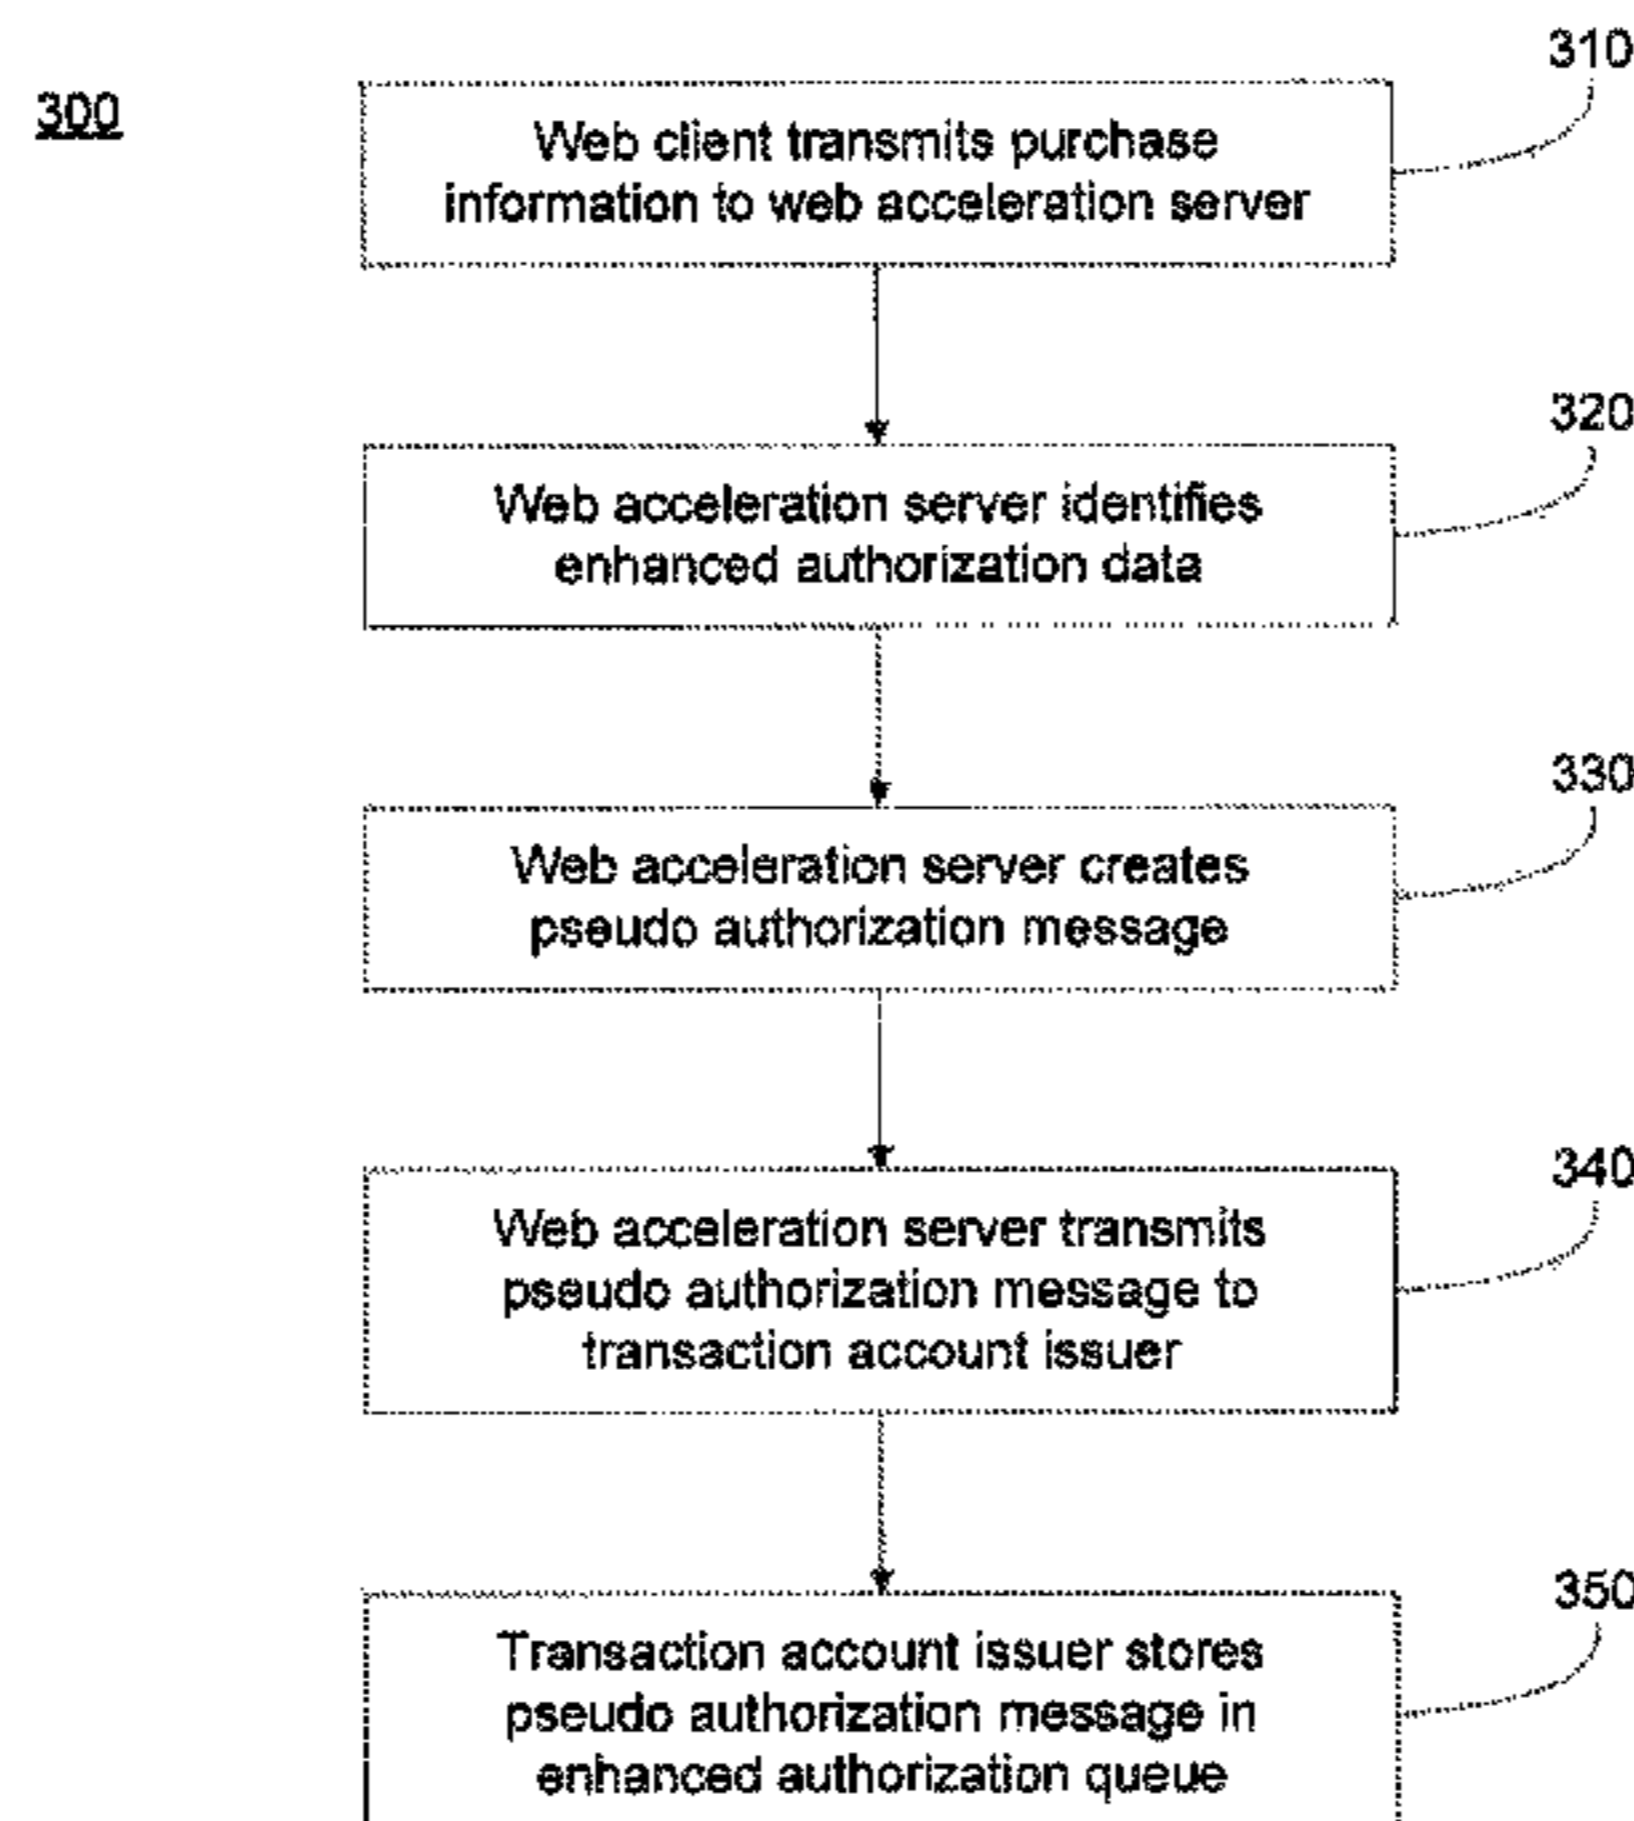 300
310
Web client transmits purchase
information to web acceleration server
320
Web acceleration server identifies
enhanced authorization data
330
Web acceleration server creates
pseudo authorization message
340
Web acceleration server transmits
pseudo authorization message to
transaction account issuer
350
Transaction account issuer stores
pseudo authorization message in
enhanced authorization queue